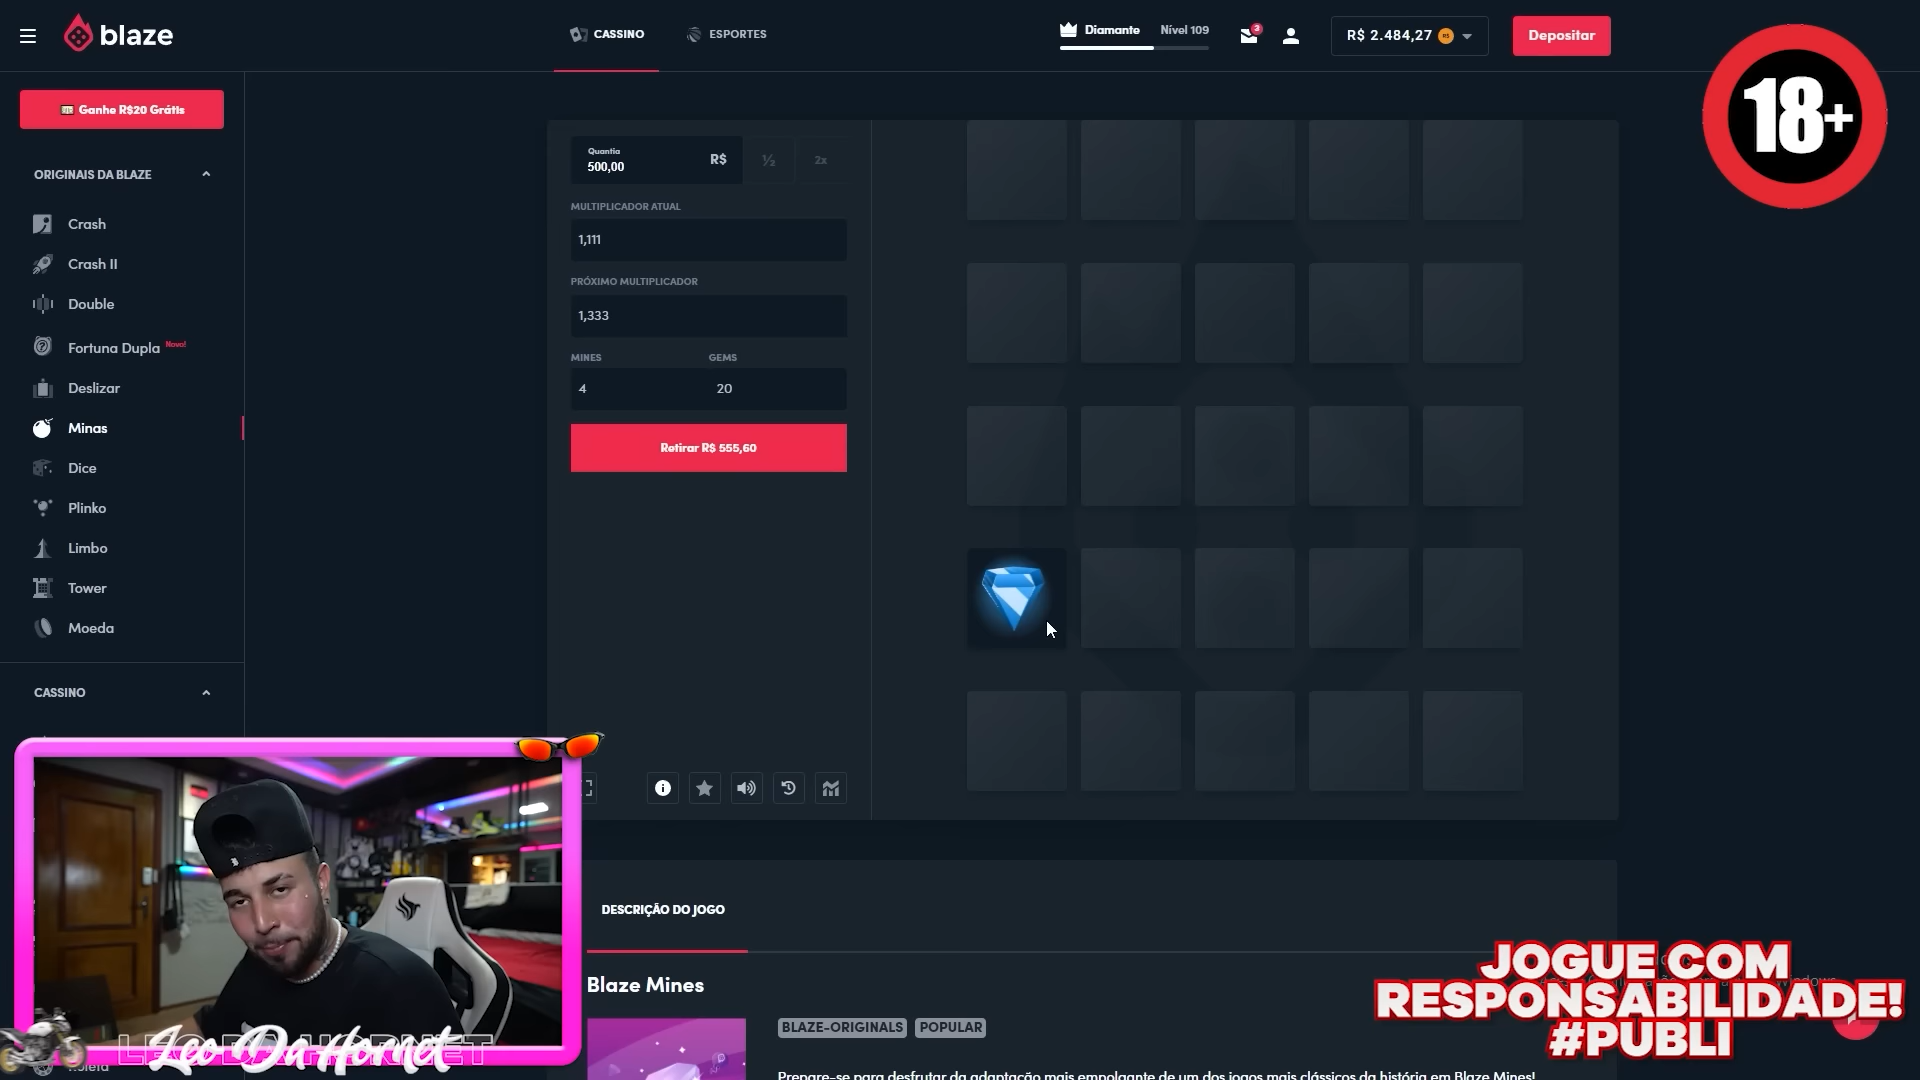 blaze
CASSINO
ESPORTES
Diamante
Nível 109
3
R$ 2.484,27
R$
Depositar
18+
Ganhe R$20 Grátis
ORIGINAIS DA BLAZE
Crash
Crash II
Double
Fortuna Dupla Novo!
Deslizar
Minas
Dice
Plinko
Limbo
Tower
Moeda
CASSINO
Quantia
500,00
R$
½
2x
MULTIPLICADOR ATUAL
1,111
PRÓXIMO MULTIPLICADOR
1,333
MINES
GEMS
4
20
Retirar R$ 555,60
DESCRIÇÃO DO JOGO
Blaze Mines
BLAZE-ORIGINALS
POPULAR
Prepare-se para desfrutar da adaptação mais empolgante de um dos jogos mais clássicos da história em Blaze Mines!
Leo Da Hornet
JOGUE COM
RESPONSABILIDADE!
#PUBLI